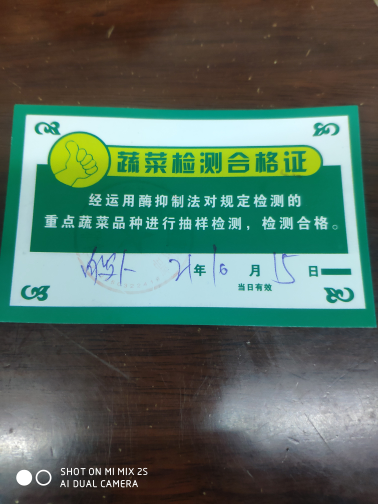 蔬菜检测合格证
经运用酶抑制法对规定检测的
重点蔬菜品种进行抽样检测，检测合格。
21年10月15日
当日有效
SHOT ON MI MIX 2S
AI DUAL CAMERA